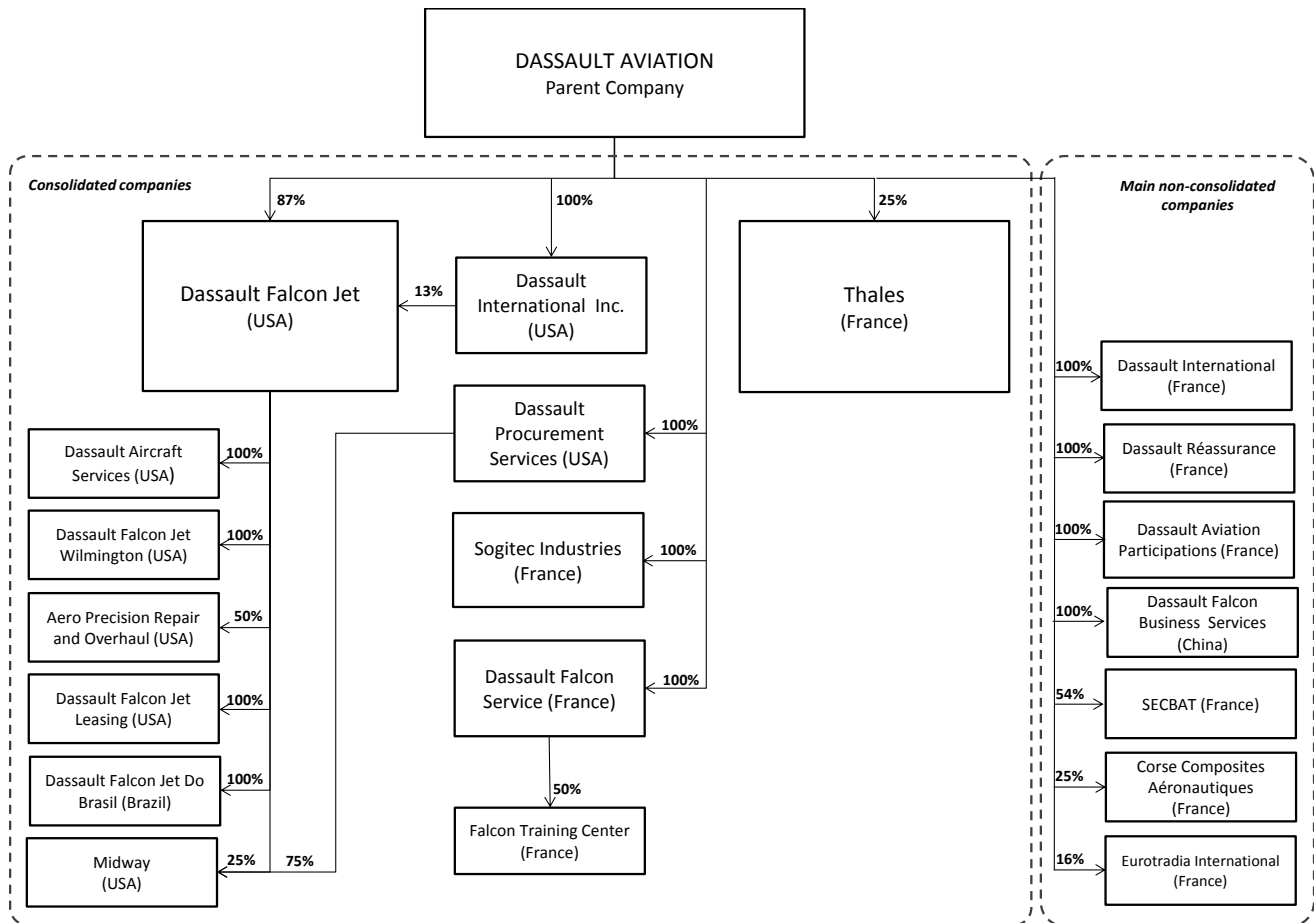 DASSAULT AVIATION
Parent Company
Consolidated companies
Main non-consolidated
companies
87%
100%
25%
Dassault Falcon Jet
(USA)
13%
Dassault
International Inc.
(USA)
Thales
(France)
Dassault
Procurement
Services (USA)
100%
Sogitec Industries
(France)
100%
Dassault Falcon
Service (France)
100%
50%
Falcon Training Center
(France)
Dassault Aircraft
Services (USA)
100%
Dassault Falcon Jet
Wilmington (USA)
100%
Aero Precision Repair
and Overhaul (USA)
50%
Dassault Falcon Jet
Leasing (USA)
100%
Dassault Falcon Jet Do
Brasil (Brazil)
100%
Midway
(USA)
25%
75%
100%
Dassault International
(France)
100%
Dassault Réassurance
(France)
100%
Dassault Aviation
Participations (France)
100%
Dassault Falcon
Business Services
(China)
54%
SECBAT (France)
25%
Corse Composites
Aéronautiques
(France)
16%
Eurotradia International
(France)